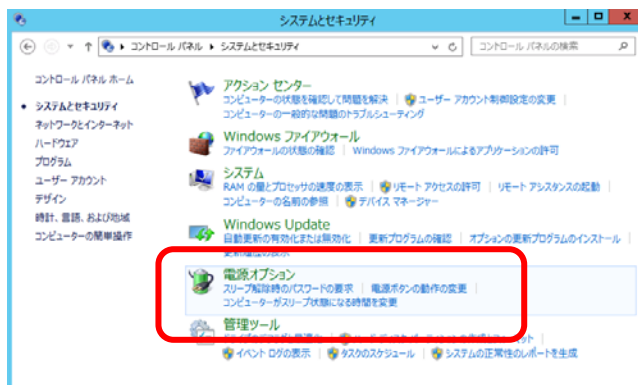 システムとセキュリティ
コントロール パネル ▸ システムとセキュリティ
コントロール パネルの検索
コントロール パネル ホーム
システムとセキュリティ
ネットワークとインターネット
ハードウェア
プログラム
ユーザー アカウント
デザイン
時計、言語、および地域
コンピューターの簡単操作
アクション センター
コンピューターの状態を確認して問題を解決 | ユーザー アカウント制御設定の変更 |
コンピューターの一般的な問題のトラブルシューティング
Windows ファイアウォール
ファイアウォールの状態の確認 | Windows ファイアウォールによるアプリケーションの許可
システム
RAM の量とプロセッサの速度の表示 | リモート アクセスの許可 | リモート アシスタンスの起動 |
コンピューターの名前の参照 | デバイス マネージャー
Windows Update
自動更新の有効化または無効化 | 更新プログラムの確認 | オプションの更新プログラムのインストール |
更新履歴の表示
電源オプション
スリープ解除時のパスワードの要求 | 電源ボタンの動作の変更 |
コンピューターがスリープ状態になる時間を変更
管理ツール
イベント ログの表示 | タスクのスケジュール | システムの正常性のレポートを生成